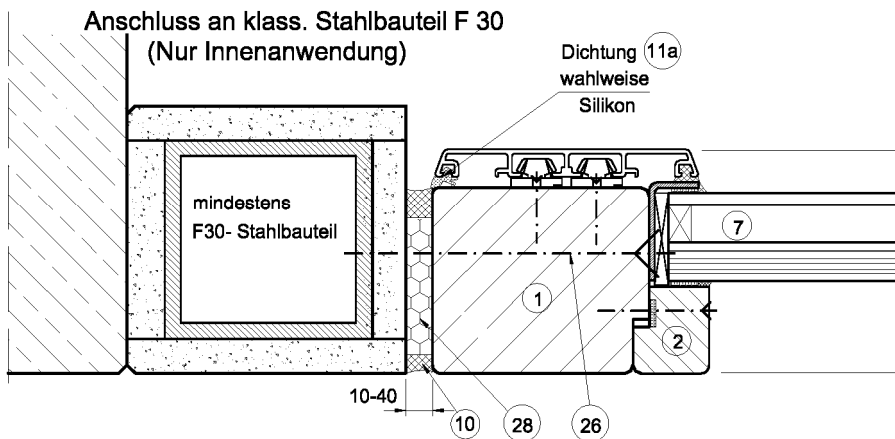 Anschluss an klass. Stahlbauteil F 30
(Nur Innenanwendung)
Dichtung 11a
wahlweise
Silikon
mindestens
F30- Stahlbauteil
7
1
2
10-40
10
28
26